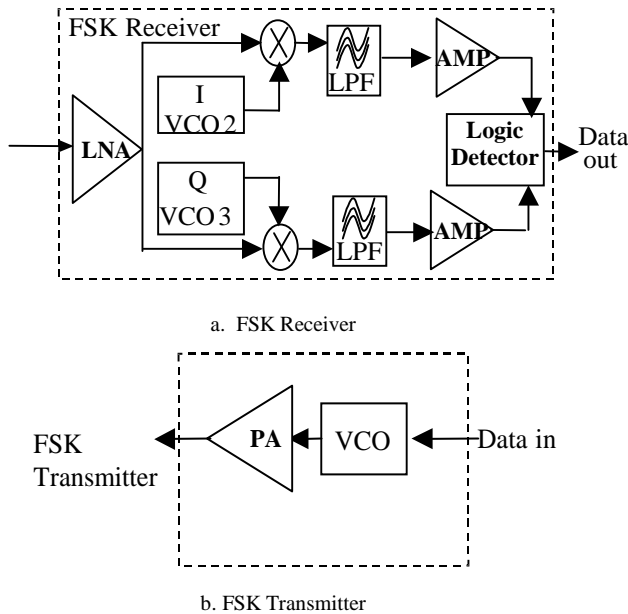 FSK Receiver
I
VCO 2
LPF
AMP
LNA
Logic
Detector
Data
out
Q
VCO 3
LPF
AMP
a. FSK Receiver
FSK
Transmitter
PA
VCO
Data in
b. FSK Transmitter